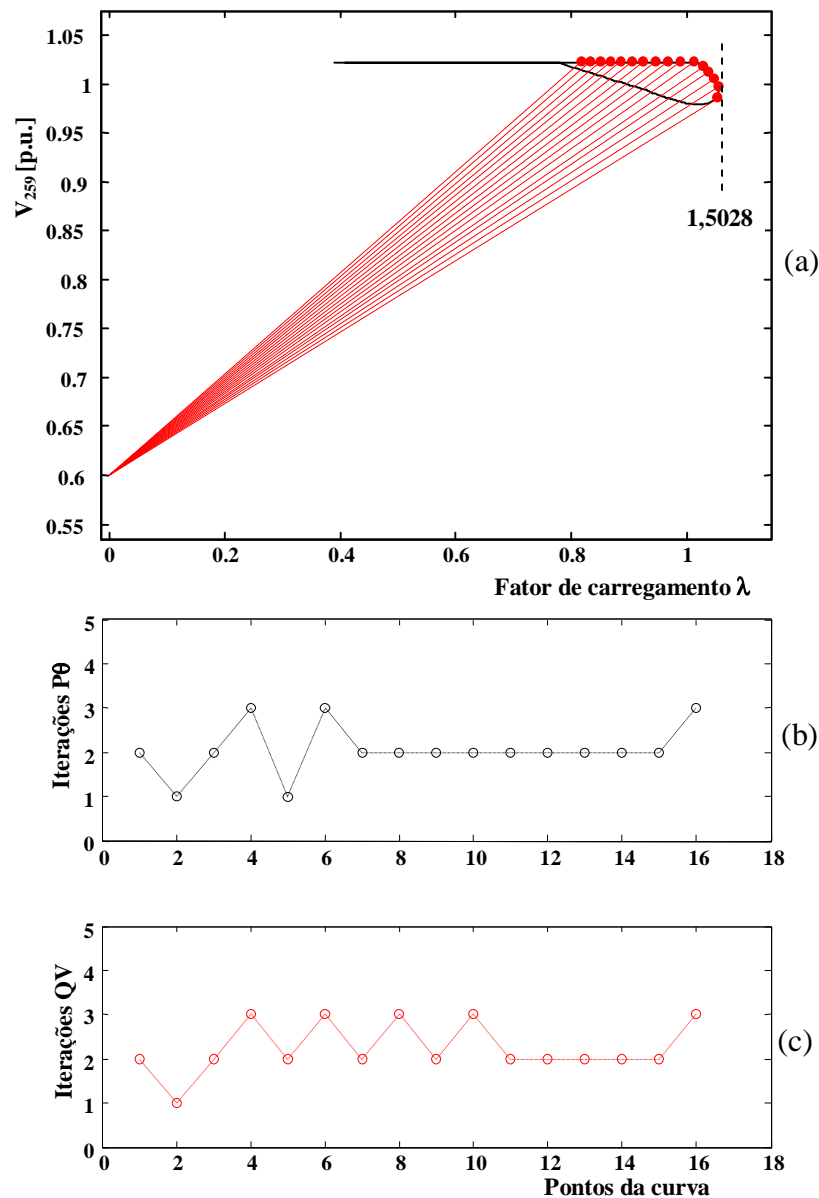 1.05
1
0.95
0.9
0.85
0.8
0.75
0.7
0.65
0.6
0.55
V259 [p.u.]
1,5028
(a)
0 0.2 0.4 0.6 0.8 1
Fator de carregamento λ
5
4
3
2
1
0
Iterações Pθ
(b)
0 2 4 6 8 10 12 14 16 18
5
4
3
2
1
0
Iterações QV
(c)
0 2 4 6 8 10 12 14 16 18
Pontos da curva